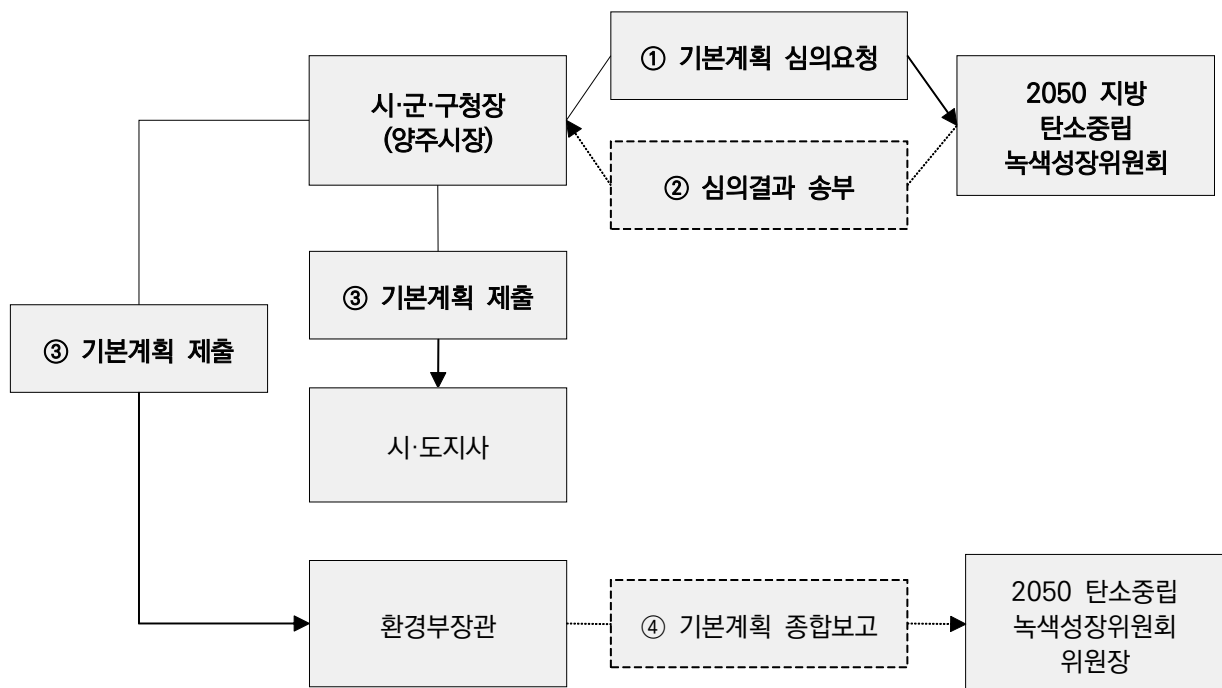 ① 기본계획 심의요청
시·군·구청장
(양주시장)
2050 지방
탄소중립
녹색성장위원회
② 심의결과 송부
③ 기본계획 제출
③ 기본계획 제출
시·도지사
환경부장관
④ 기본계획 종합보고
2050 탄소중립
녹색성장위원회
위원장